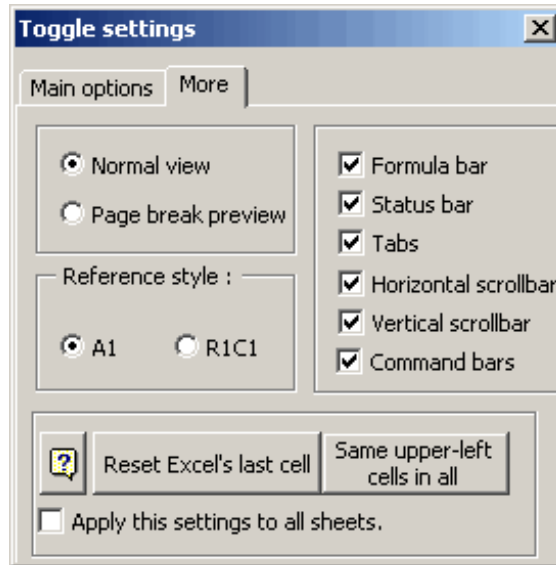 Toggle settings
Main options
More
Normal view
Page break preview
Reference style :
A1
R1C1
Formula bar
Status bar
Tabs
Horizontal scrollbar
Vertical scrollbar
Command bars
Reset Excel's last cell
Same upper-left
cells in all
Apply this settings to all sheets.